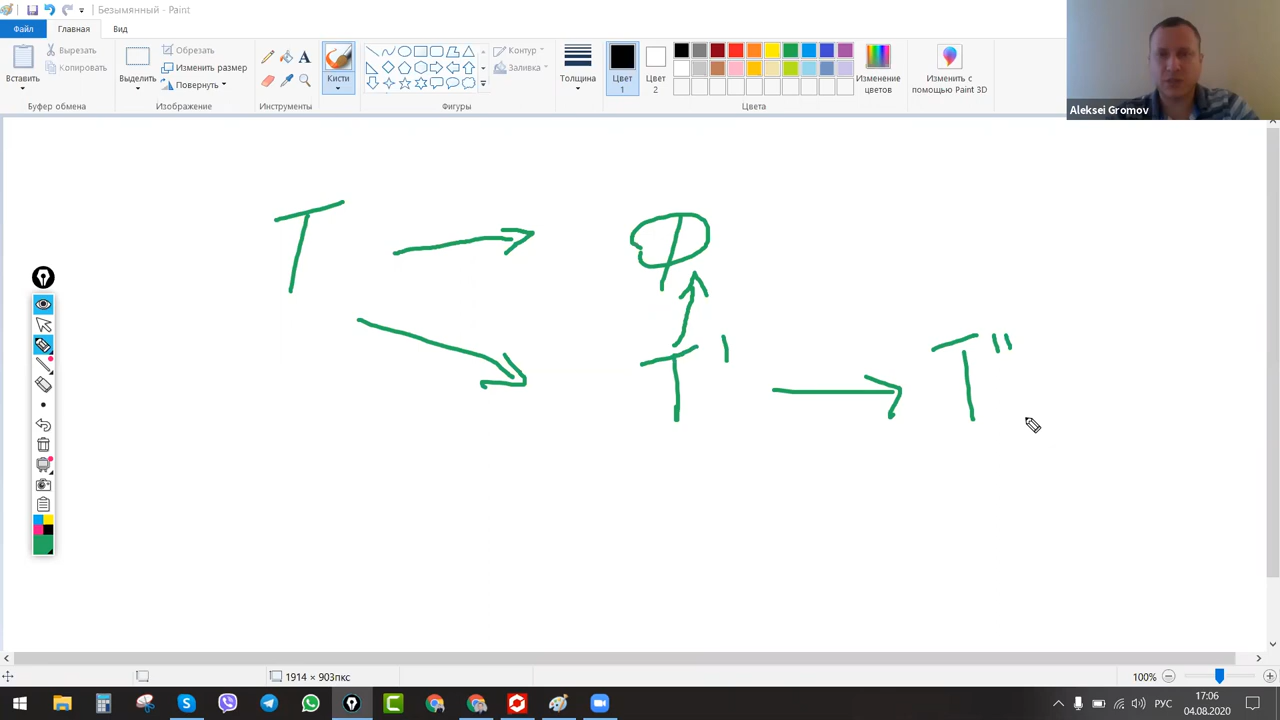 Безымянный - Paint
Файл Главная Вид
Вставить
Вырезать
Копировать
Буфер обмена
Выделить
Обрезать
Изменить размер
Повернуть
Изображение
Инструменты
Кисти
Контур
Заливка
Фигуры
Толщина
Цвет 1
Цвет 2
Изменение цветов
Цвета
Изменить с помощью Paint 3D
Aleksei Gromov
T Ф
T' T"
1914 × 903пкс
100%
РУС
17:06
04.08.2020